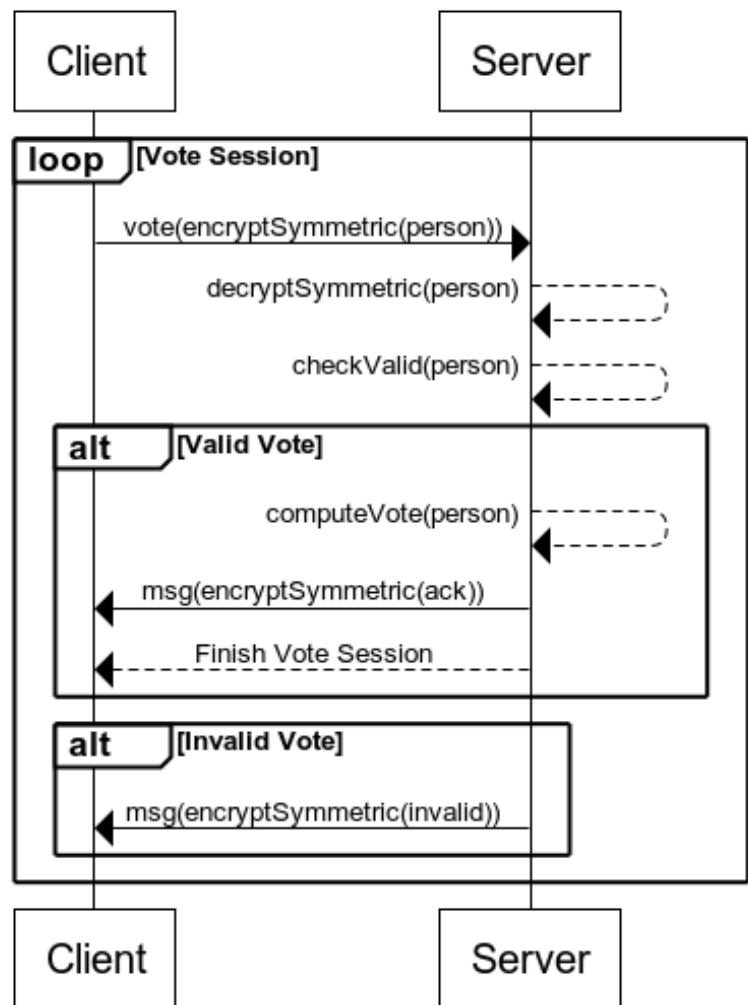 Client Server
loop [Vote Session]
vote(encryptSymmetric(person))
decryptSymmetric(person)
checkValid(person)
alt [Valid Vote]
computeVote(person)
msg(encryptSymmetric(ack))
Finish Vote Session
alt [Invalid Vote]
msg(encryptSymmetric(invalid))
Client Server